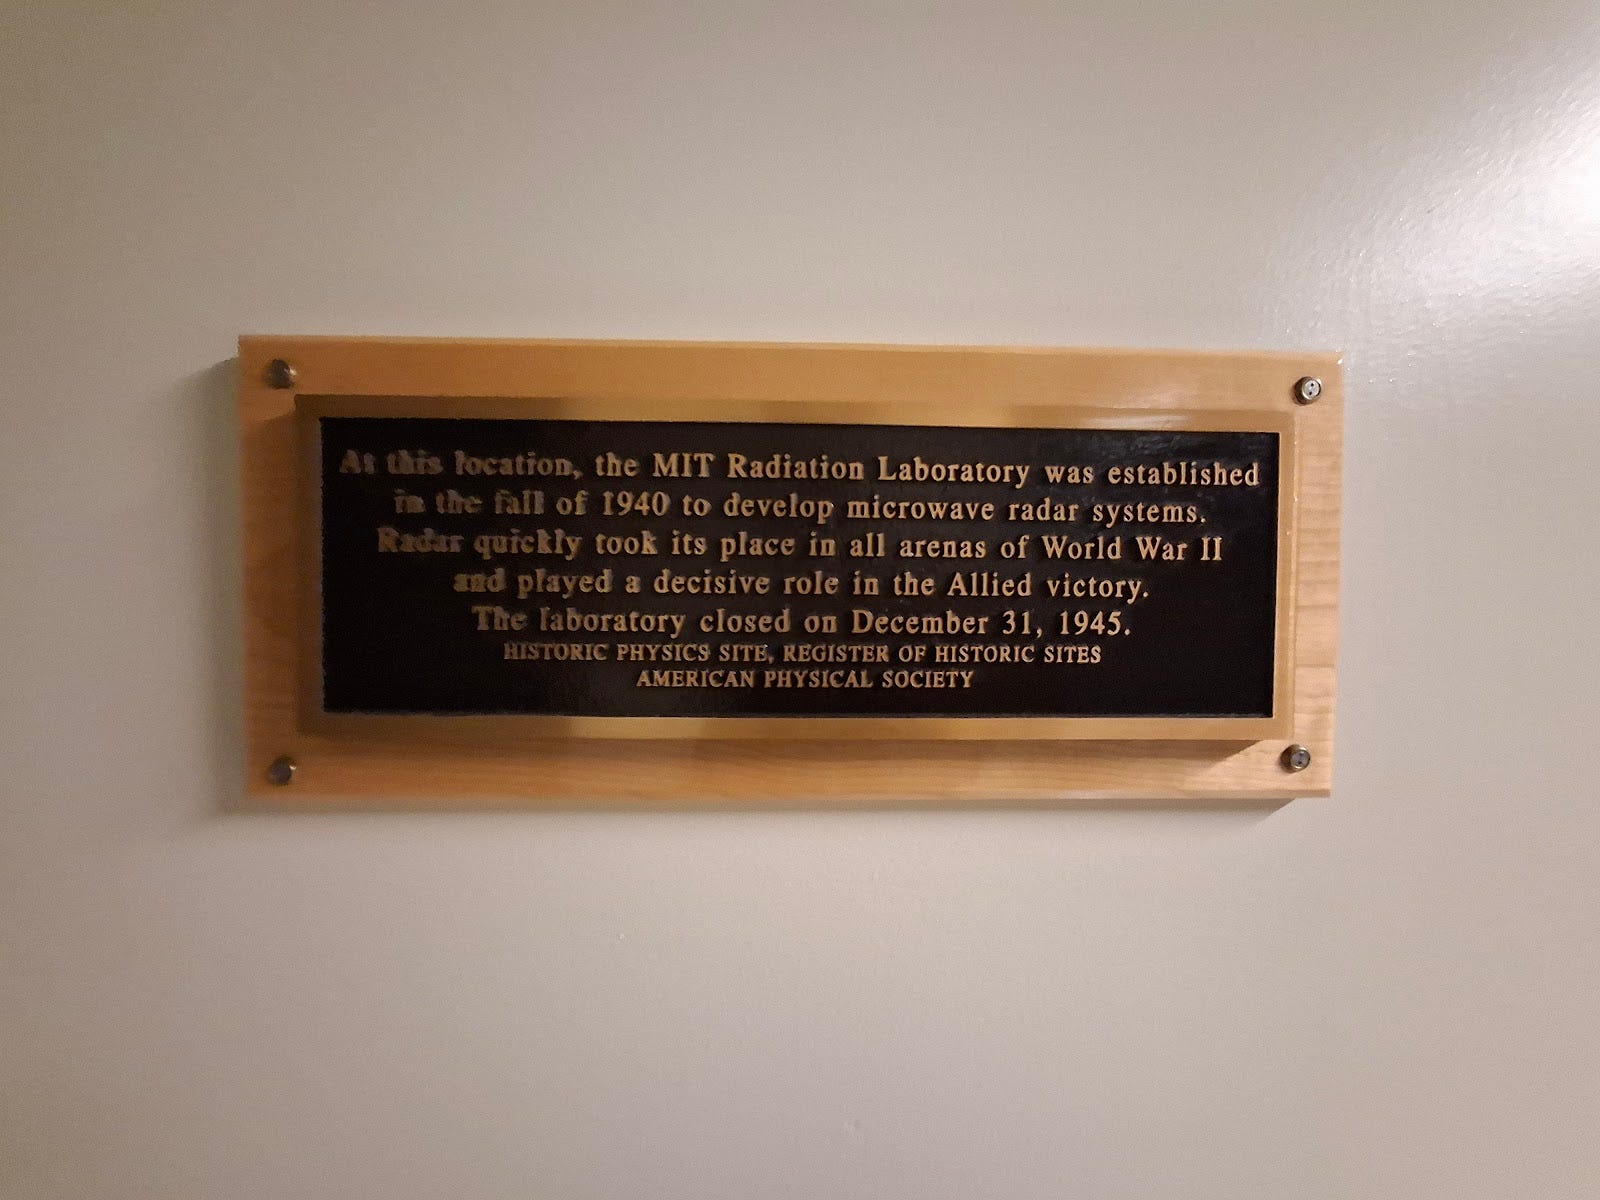 At this location, the MIT Radiation Laboratory was established
in the fall of 1940 to develop microwave radar systems.
Radar quickly took its place in all arenas of World War II
and played a decisive role in the Allied victory.
The laboratory closed on December 31, 1945.
HISTORIC PHYSICS SITE, REGISTER OF HISTORIC SITES
AMERICAN PHYSICAL SOCIETY